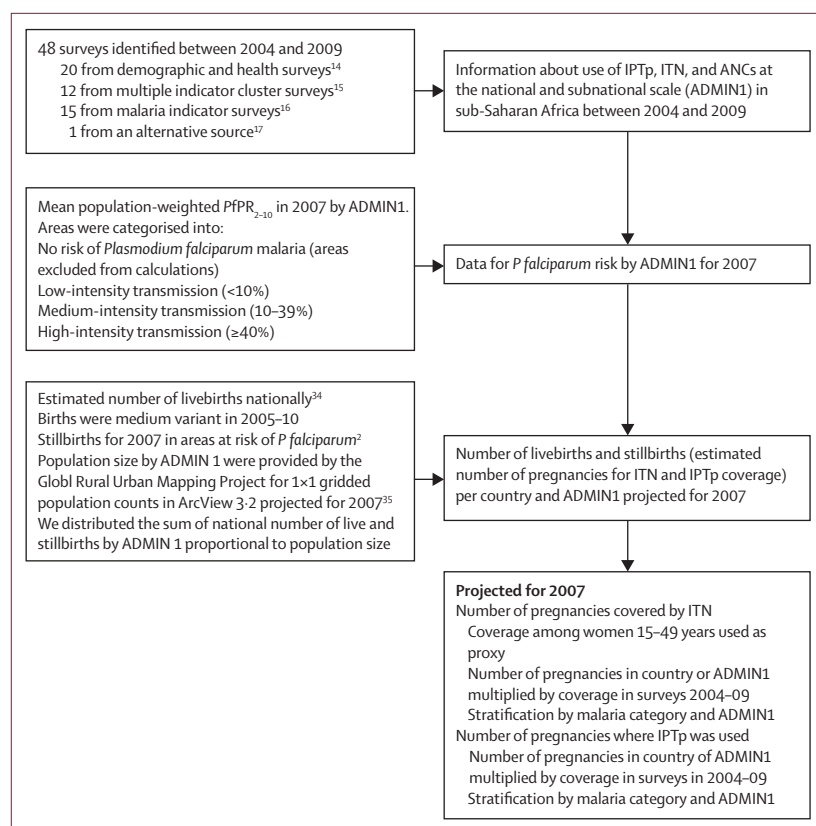 48 surveys identified between 2004 and 2009
20 from demographic and health surveys¹⁴
12 from multiple indicator cluster surveys¹⁵
15 from malaria indicator surveys¹⁶
1 from an alternative source¹⁷
Information about use of IPTp, ITN, and ANCs at
the national and subnational scale (ADMIN1) in
sub-Saharan Africa between 2004 and 2009
Mean population-weighted PfPR₂₋₁₀ in 2007 by ADMIN1.
Areas were categorised into:
No risk of Plasmodium falciparum malaria (areas
excluded from calculations)
Low-intensity transmission (<10%)
Medium-intensity transmission (10–39%)
High-intensity transmission (≥40%)
Data for P falciparum risk by ADMIN1 for 2007
Estimated number of livebirths nationally³⁴
Births were medium variant in 2005–10
Stillbirths for 2007 in areas at risk of P falciparum²
Population size by ADMIN 1 were provided by the
Globl Rural Urban Mapping Project for 1×1 gridded
population counts in ArcView 3·2 projected for 2007³⁵
We distributed the sum of national number of live and
stillbirths by ADMIN 1 proportional to population size
Number of livebirths and stillbirths (estimated
number of pregnancies for ITN and IPTp coverage)
per country and ADMIN1 projected for 2007
Projected for 2007
Number of pregnancies covered by ITN
Coverage among women 15–49 years used as
proxy
Number of pregnancies in country or ADMIN1
multiplied by coverage in surveys 2004–09
Stratification by malaria category and ADMIN1
Number of pregnancies where IPTp was used
Number of pregnancies in country of ADMIN1
multiplied by coverage in surveys in 2004–09
Stratification by malaria category and ADMIN1